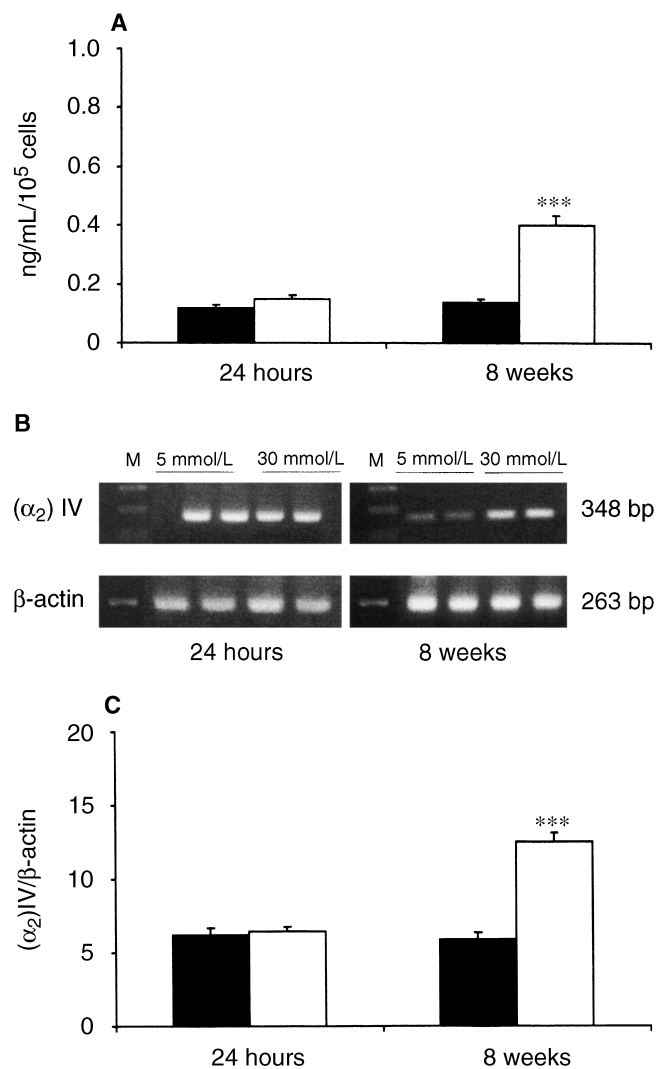 A
1.0
0.8
0.6
0.4
0.2
0
ng/mL/10⁵ cells
***
24 hours 8 weeks
B
M 5 mmol/L 30 mmol/L M 5 mmol/L 30 mmol/L
(α₂) IV 348 bp
β-actin 263 bp
24 hours 8 weeks
C
20
15
10
5
0
(α₂)IV/β-actin
***
24 hours 8 weeks